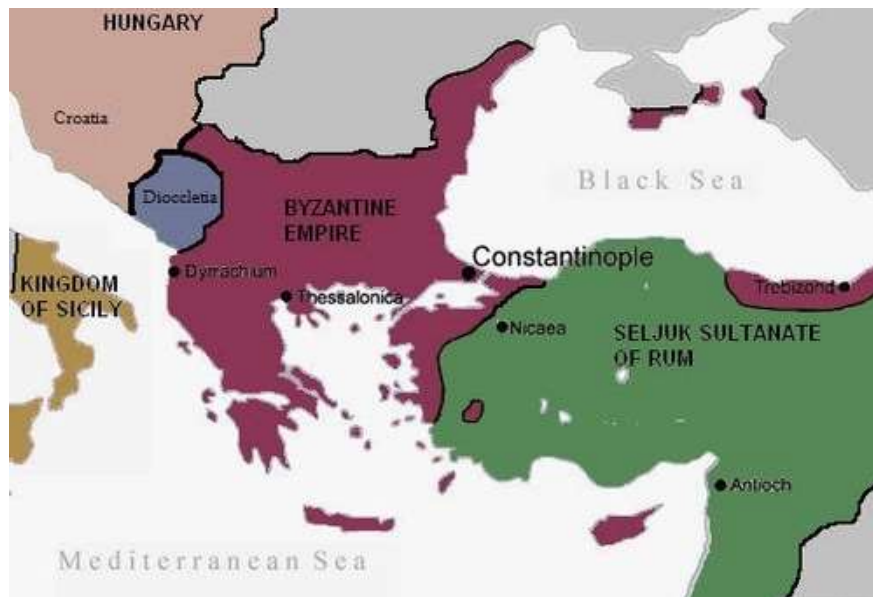 HUNGARY
Croatia
Black Sea
Dioccletia
BYZANTINE
EMPIRE
Constantinople
Dyrrachium
KINGDOM
OF SICILY
Thessalonica
Trebizond
Nicaea
SELJUK SULTANATE
OF RUM
Antioch
Mediterranean Sea